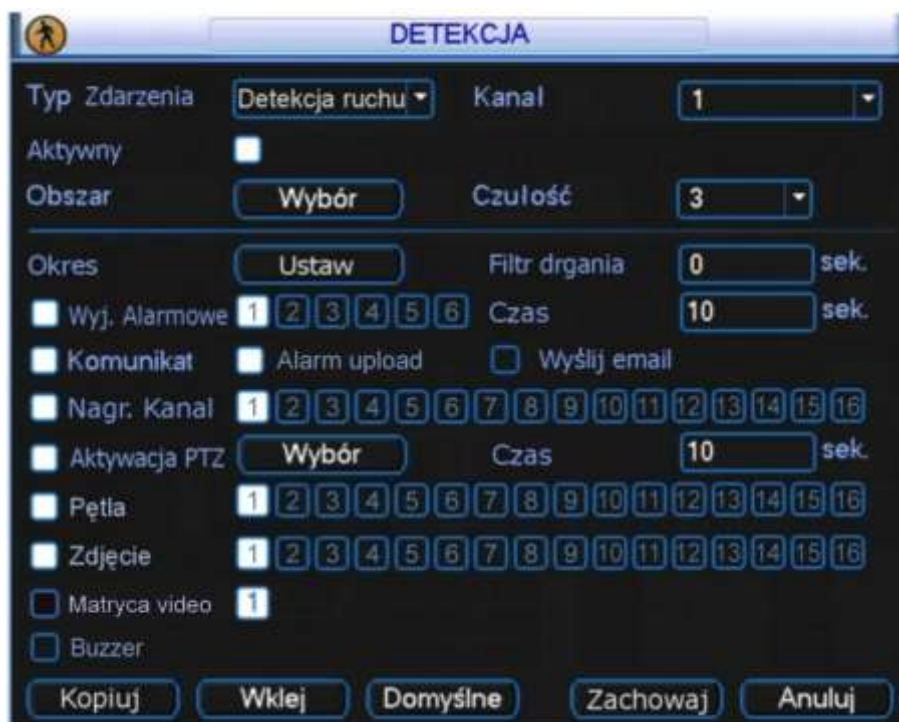 DETEKCJA
Typ Zdarzenia Detekcja ruchu Kanal 1
Aktywny
Obszar Wybór Czulość 3
Okres Ustaw Filtr drgania 0 sek.
Wyj. Alarmowe 1 2 3 4 5 6 Czas 10 sek.
Komunikat Alarm upload Wyślij email
Nagr. Kanal 1 2 3 4 5 6 7 8 9 10 11 12 13 14 15 16
Aktywacja PTZ Wybór Czas 10 sek.
Pętla 1 2 3 4 5 6 7 8 9 10 11 12 13 14 15 16
Zdjęcie 1 2 3 4 5 6 7 8 9 10 11 12 13 14 15 16
Matryca video 1
Buzzer
Kopiuj Wklej Domyślne Zachowaj Anuluj